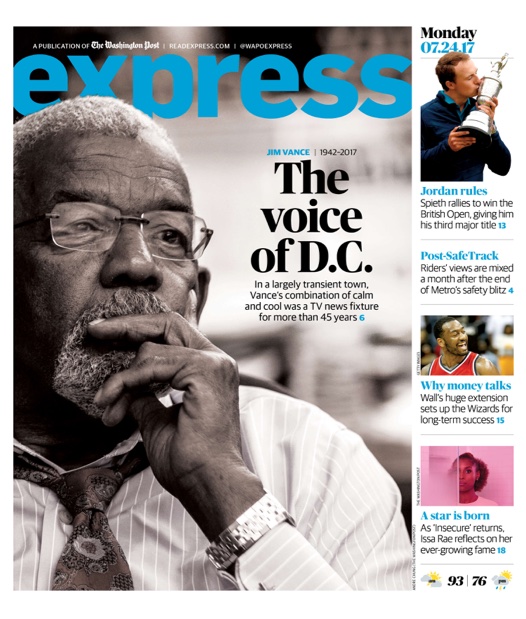 A PUBLICATION OF The Washington Post | READEXPRESS.COM | @WAPOEXPRESS
express
JIM VANCE | 1942-2017
The
voice
of D.C.
In a largely transient town,
Vance's combination of calm
and cool was a TV news fixture
for more than 45 years 6
Monday
07.24.17
Jordan rules
Spieth rallies to win the
British Open, giving him
his third major title 13
Post-SafeTrack
Riders' views are mixed
a month after the end
of Metro's safety blitz 4
GETTY IMAGES
Why money talks
Wall's huge extension
sets up the Wizards for
long-term success 15
THE WASHINGTON POST
A star is born
As 'Insecure' returns,
Issa Rae reflects on her
ever-growing fame 18
93 | 76